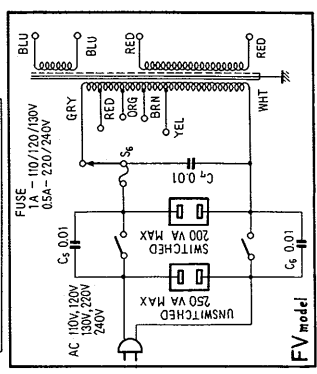 BLU
BLU
RED
RED
GRY
RED
ORG
BRN
YEL
WHT
FUSE
1A – 110/120/130V
0.5A – 220/240V
S6
C7 0.01
C5 0.01
SWITCHED
200 VA MAX
UNSWITCHED
250 VA MAX
C6 0.01
AC 110V, 120V
130V, 220V
240V
FV model